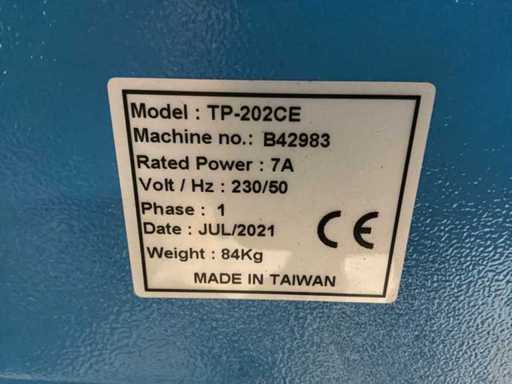 Model : TP-202CE
Machine no.: B42983
Rated Power : 7A
Volt / Hz : 230/50
Phase : 1
Date : JUL/2021
CE
Weight : 84Kg
MADE IN TAIWAN